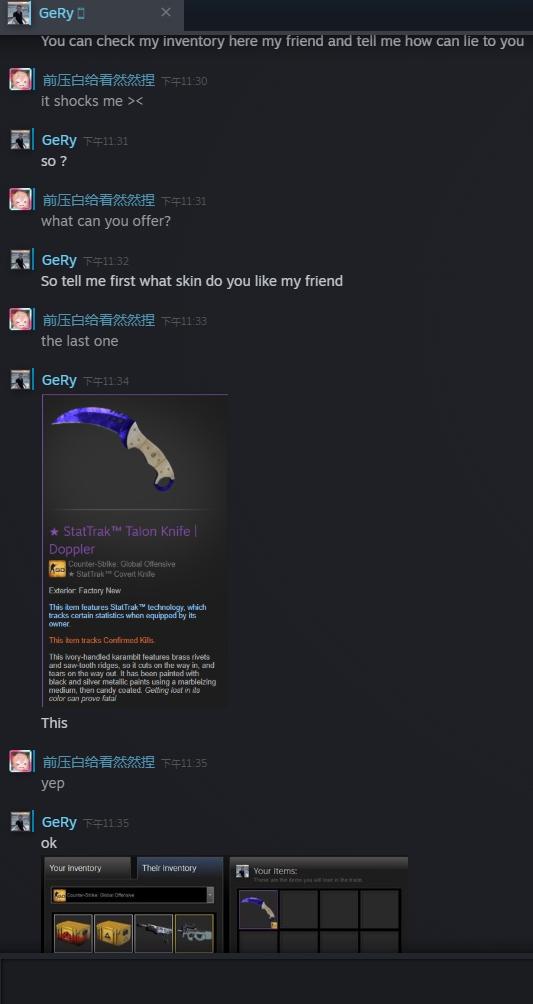 GeRy
You can check my inventory here my friend and tell me how can lie to you
前压白给看然然捏 下午11:30
it shocks me ><
GeRy 下午11:31
so ?
前压白给看然然捏 下午11:31
what can you offer?
GeRy 下午11:32
So tell me first what skin do you like my friend
前压白给看然然捏 下午11:33
the last one
GeRy 下午11:34
★ StatTrak™ Talon Knife |
Doppler
Counter-Strike: Global Offensive
★ StatTrak™ Covert Knife
Exterior: Factory New
This item features StatTrak™ technology, which
tracks certain statistics when equipped by its
owner.
This item tracks Confirmed Kills.
This ivory-handled karambit features brass rivets
and saw-tooth ridges, so it cuts on the way in, and
tears on the way out. It has been painted with
black and silver metallic paints using a marbleizing
medium, then candy coated. Getting lost in its
color can prove fatal
This
前压白给看然然捏 下午11:35
yep
GeRy 下午11:35
ok
Your Inventory Their Inventory
Counter-Strike: Global Offensive
Your Items:
These are the items you will lose in the trade.